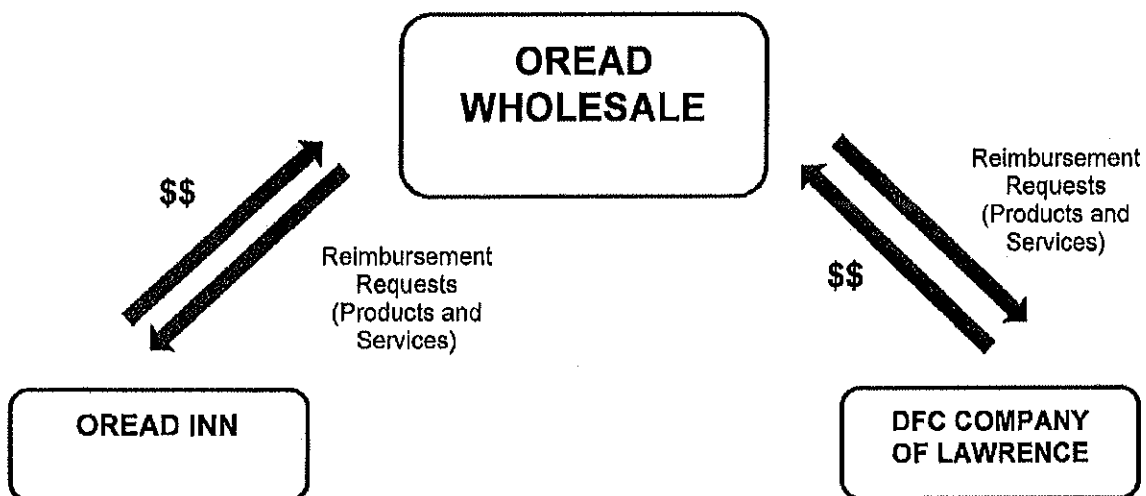 OREAD
WHOLESALE
$$
Reimbursement
Requests
(Products and
Services)
Reimbursement
Requests
(Products and
Services)
$$
OREAD INN
DFC COMPANY
OF LAWRENCE